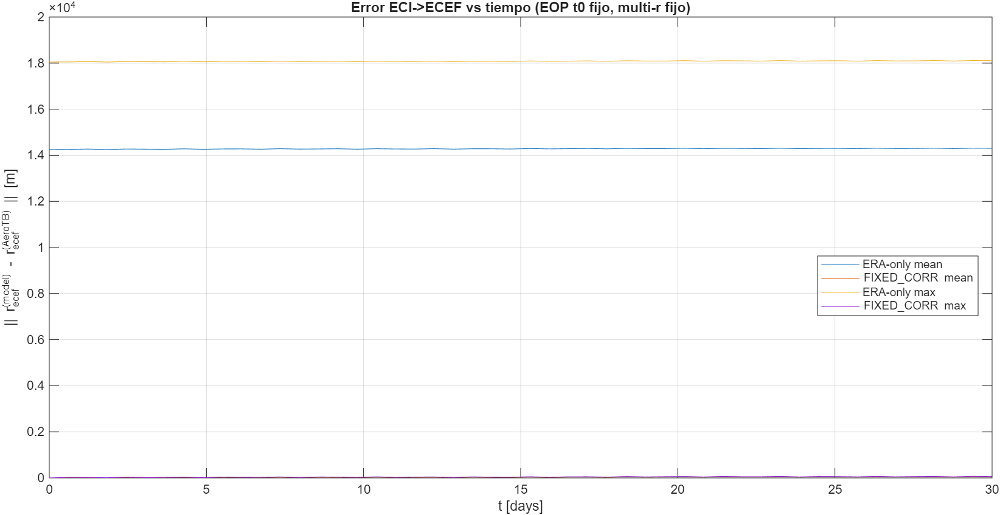 Error ECI->ECEF vs tiempo (EOP t0 fijo, multi-r fijo)
×10⁴
2
1.8
1.6
1.4
1.2
1
0.8
0.6
0.4
0.2
0
|| r_ecef^(model) - r_ecef^(AeroTB) || [m]
ERA-only mean
FIXED_CORR mean
ERA-only max
FIXED_CORR max
0 5 10 15 20 25 30
t [days]